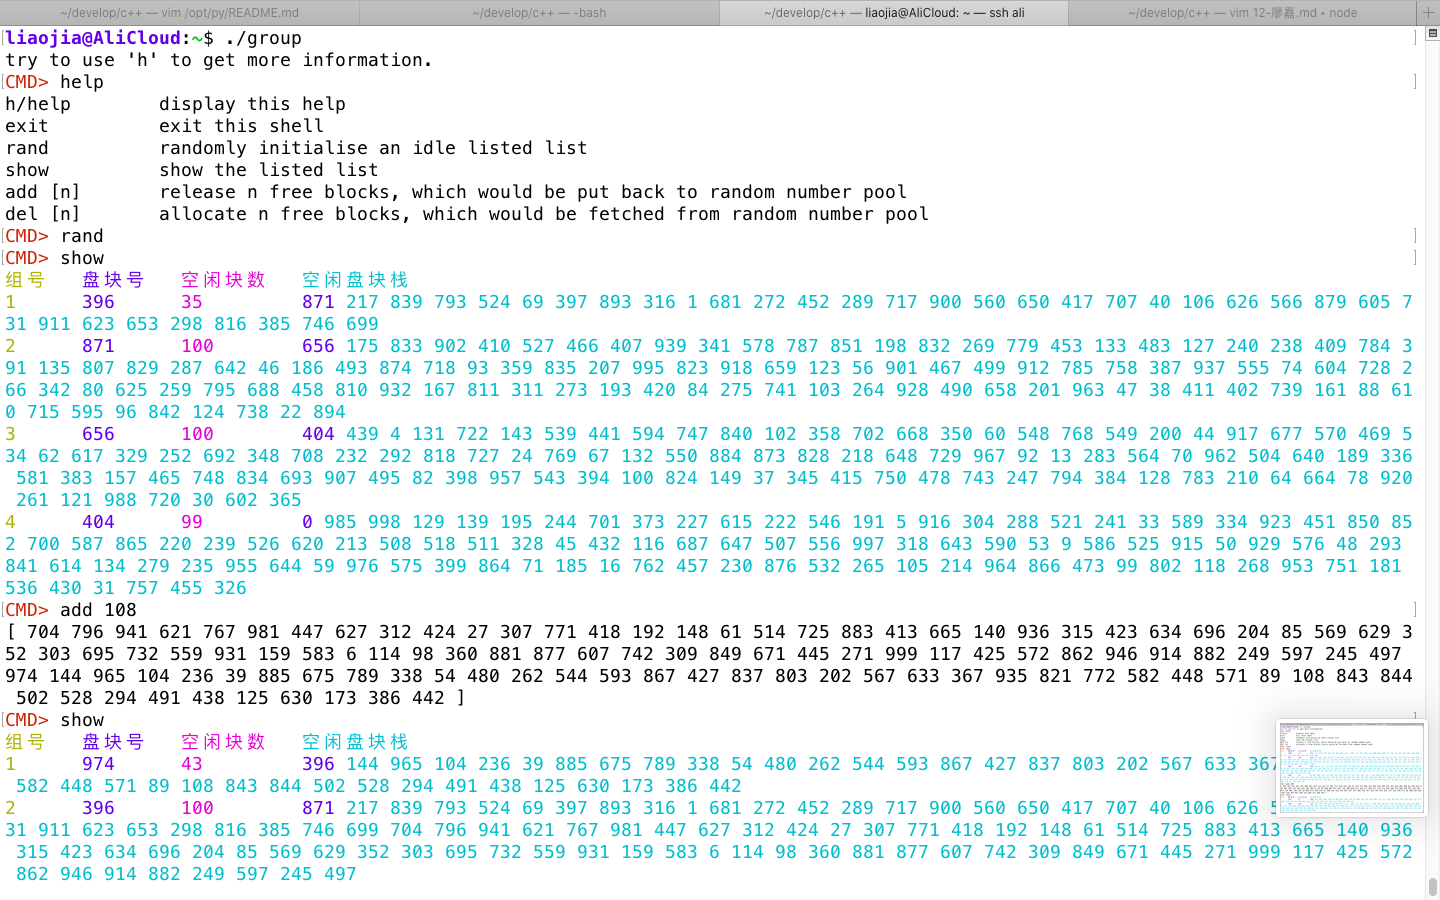 ~/develop/c++ — vim /opt/py/README.md
~/develop/c++ — -bash
~/develop/c++ — liaojia@AliCloud: ~ — ssh ali
~/develop/c++ — vim 12-廖嘉.md ▸ node
liaojia@AliCloud:~$ ./group
try to use 'h' to get more information.
CMD> help
h/help display this help
exit exit this shell
rand randomly initialise an idle listed list
show show the listed list
add [n] release n free blocks, which would be put back to random number pool
del [n] allocate n free blocks, which would be fetched from random number pool
CMD> rand
CMD> show
组号 盘块号 空闲块数 空闲盘块栈
1 396 35 871 217 839 793 524 69 397 893 316 1 681 272 452 289 717 900 560 650 417 707 40 106 626 566 879 605 7
31 911 623 653 298 816 385 746 699
2 871 100 656 175 833 902 410 527 466 407 939 341 578 787 851 198 832 269 779 453 133 483 127 240 238 409 784 3
91 135 807 829 287 642 46 186 493 874 718 93 359 835 207 995 823 918 659 123 56 901 467 499 912 785 758 387 937 555 74 604 728 2
66 342 80 625 259 795 688 458 810 932 167 811 311 273 193 420 84 275 741 103 264 928 490 658 201 963 47 38 411 402 739 161 88 61
0 715 595 96 842 124 738 22 894
3 656 100 404 439 4 131 722 143 539 441 594 747 840 102 358 702 668 350 60 548 768 549 200 44 917 677 570 469 5
34 62 617 329 252 692 348 708 232 292 818 727 24 769 67 132 550 884 873 828 218 648 729 967 92 13 283 564 70 962 504 640 189 336
581 383 157 465 748 834 693 907 495 82 398 957 543 394 100 824 149 37 345 415 750 478 743 247 794 384 128 783 210 64 664 78 920
261 121 988 720 30 602 365
4 404 99 0 985 998 129 139 195 244 701 373 227 615 222 546 191 5 916 304 288 521 241 33 589 334 923 451 850 85
2 700 587 865 220 239 526 620 213 508 518 511 328 45 432 116 687 647 507 556 997 318 643 590 53 9 586 525 915 50 929 576 48 293
841 614 134 279 235 955 644 59 976 575 399 864 71 185 16 762 457 230 876 532 265 105 214 964 866 473 99 802 118 268 953 751 181
536 430 31 757 455 326
CMD> add 108
[ 704 796 941 621 767 981 447 627 312 424 27 307 771 418 192 148 61 514 725 883 413 665 140 936 315 423 634 696 204 85 569 629 3
52 303 695 732 559 931 159 583 6 114 98 360 881 877 607 742 309 849 671 445 271 999 117 425 572 862 946 914 882 249 597 245 497
974 144 965 104 236 39 885 675 789 338 54 480 262 544 593 867 427 837 803 202 567 633 367 935 821 772 582 448 571 89 108 843 844
502 528 294 491 438 125 630 173 386 442 ]
CMD> show
组号 盘块号 空闲块数 空闲盘块栈
1 974 43 396 144 965 104 236 39 885 675 789 338 54 480 262 544 593 867 427 837 803 202 567 633 367
582 448 571 89 108 843 844 502 528 294 491 438 125 630 173 386 442
2 396 100 871 217 839 793 524 69 397 893 316 1 681 272 452 289 717 900 560 650 417 707 40 106 626
31 911 623 653 298 816 385 746 699 704 796 941 621 767 981 447 627 312 424 27 307 771 418 192 148 61 514 725 883 413 665 140 936
315 423 634 696 204 85 569 629 352 303 695 732 559 931 159 583 6 114 98 360 881 877 607 742 309 849 671 445 271 999 117 425 572
862 946 914 882 249 597 245 497